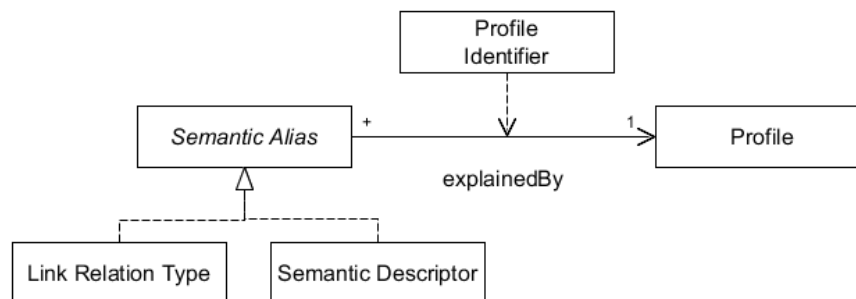 Profile
Identifier
Semantic Alias
+
1
Profile
explainedBy
Link Relation Type
Semantic Descriptor